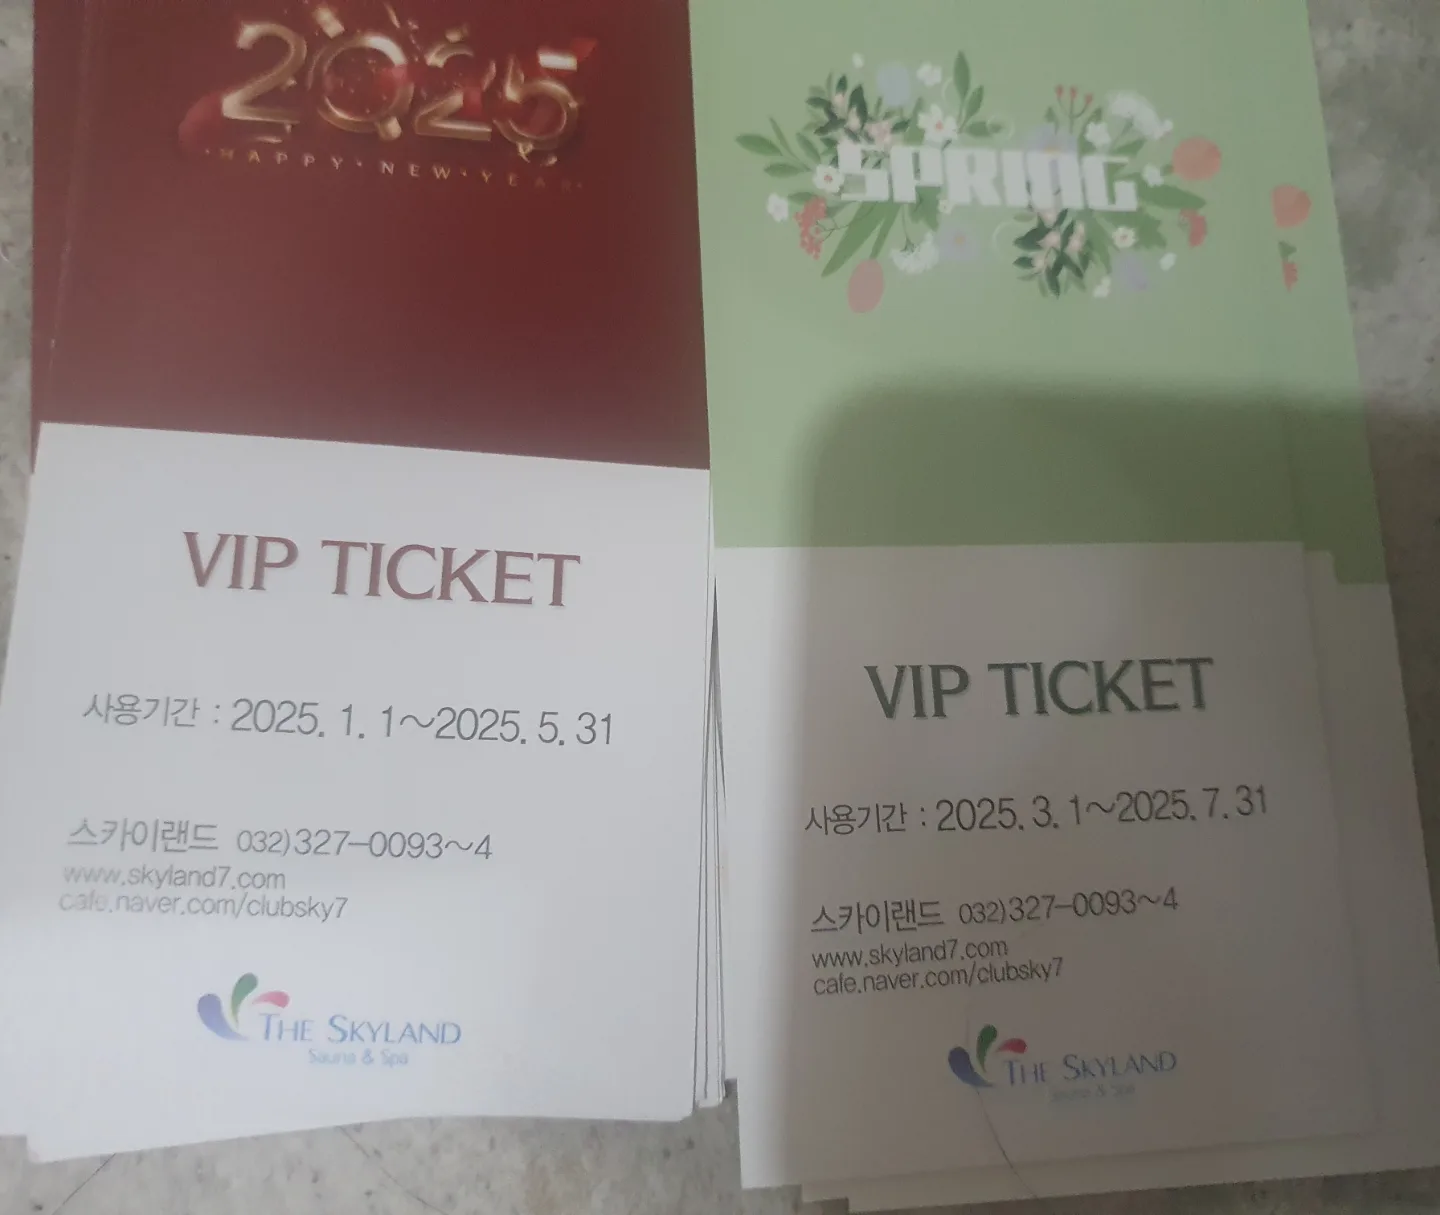 2025
HAPPY·NEW·YEAR
VIP TICKET
사용기간 : 2025. 1. 1~2025. 5. 31
스카이랜드 032)327-0093~4
www.skyland7.com
cafe.naver.com/clubsky7
THE SKYLAND
Sauna & Spa
SPRING
VIP TICKET
사용기간 : 2025. 3. 1~2025. 7. 31
스카이랜드 032)327-0093~4
www.skyland7.com
cafe.naver.com/clubsky7
THE SKYLAND
Sauna & Spa